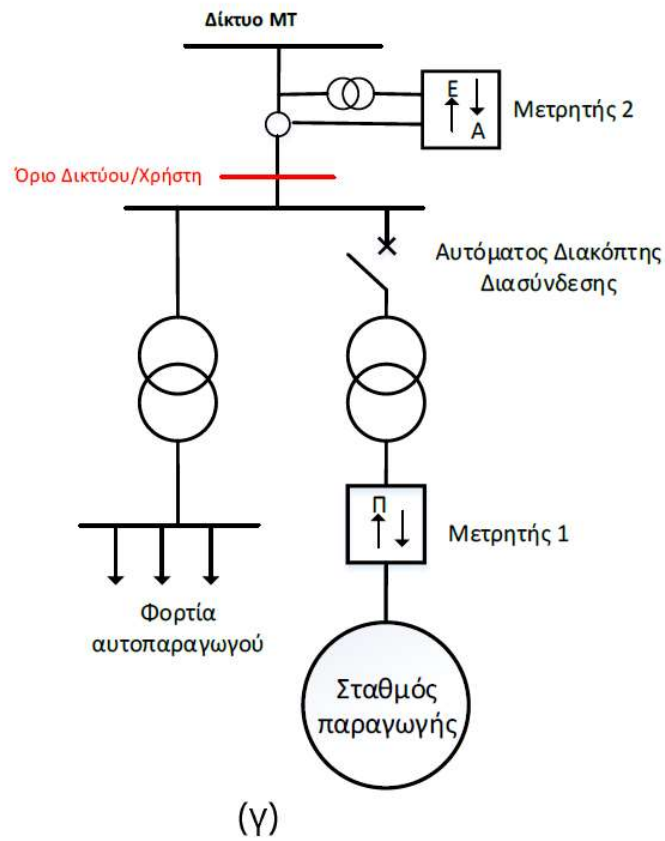 Δίκτυο ΜΤ
Ε
Α
Μετρητής 2
Όριο Δικτύου/Χρήστη
Αυτόματος Διακόπτης
Διασύνδεσης
Π
Μετρητής 1
Φορτία
αυτοπαραγωγού
Σταθμός
παραγωγής
(γ)